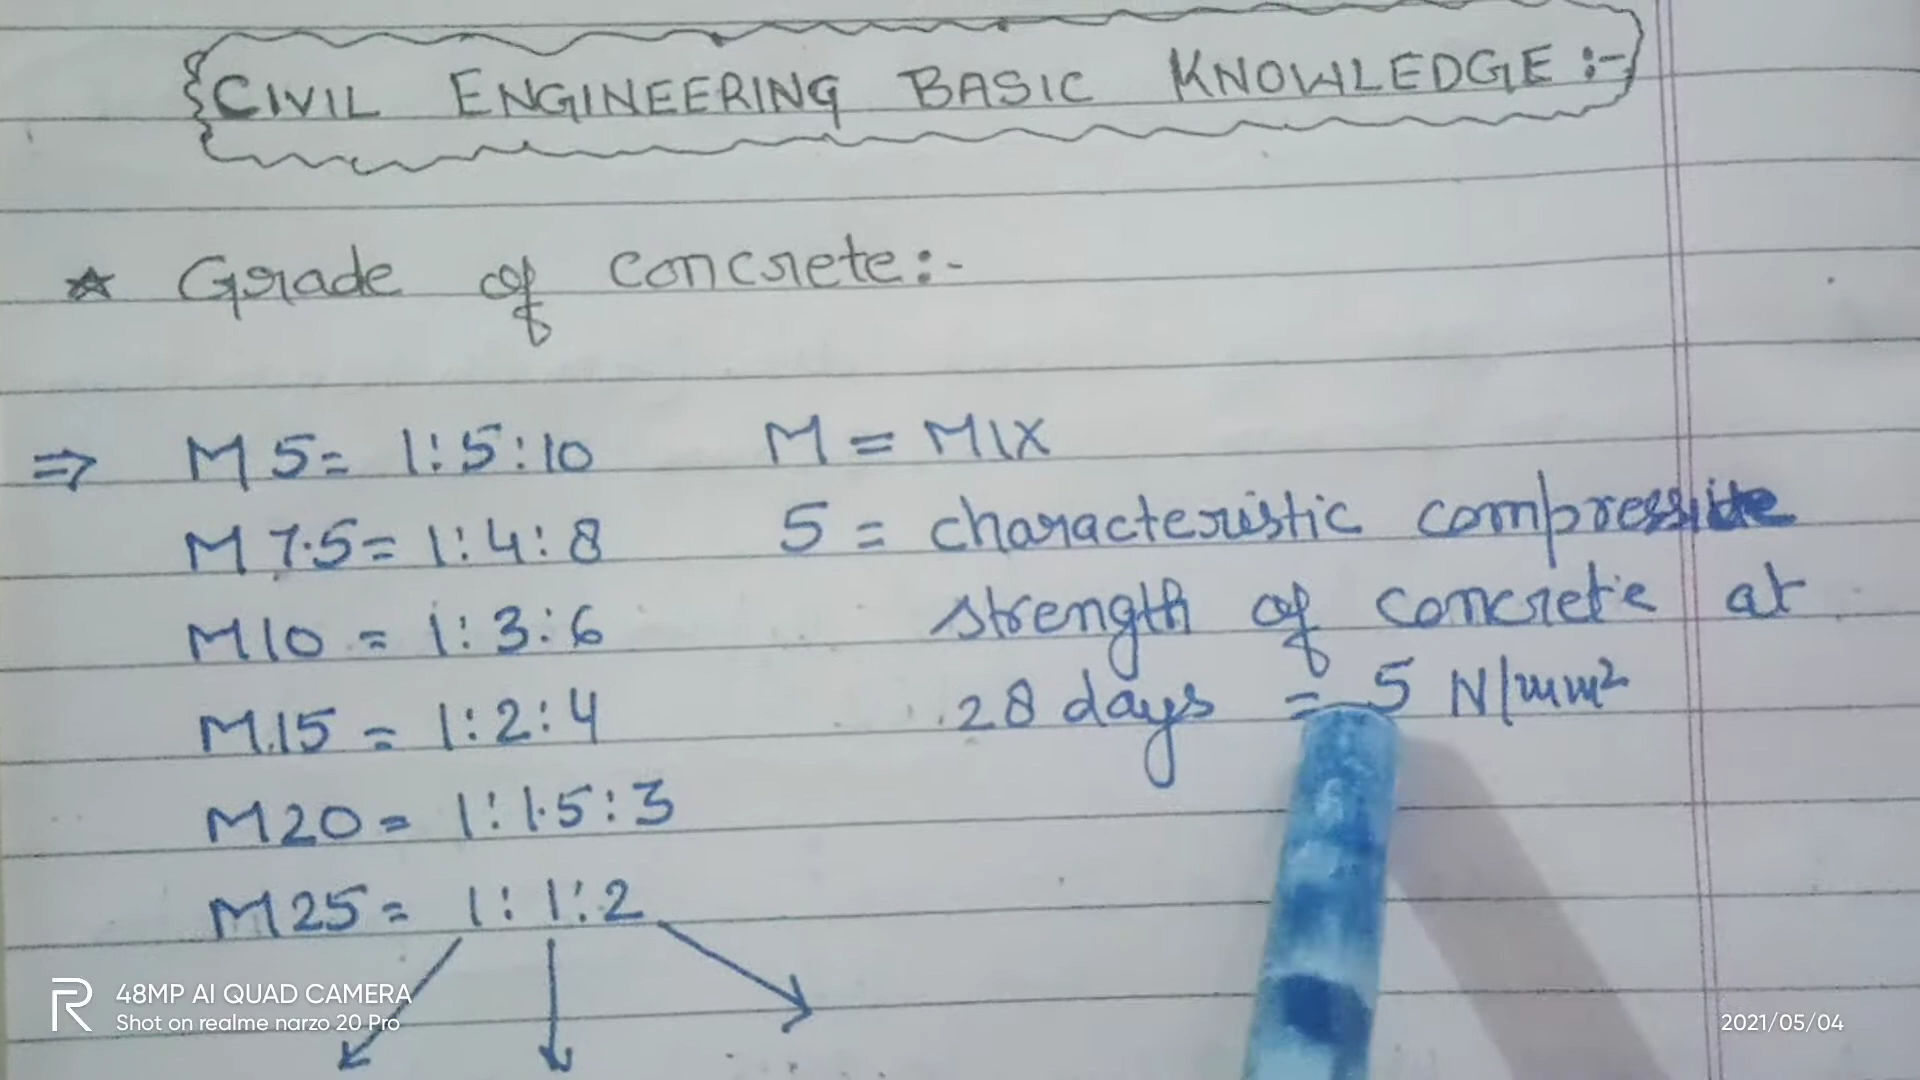 CIVIL ENGINEERING BASIC KNOWLEDGE :-
★ Grade of concrete:-
⇒ M 5 = 1:5:10 M = MIX
M 7.5 = 1:4:8 5 = characteristic compressive
M10 = 1:3:6 strength of concrete at
M15 = 1:2:4 28 days = 5 N/mm²
M20 = 1:1.5:3
M25 = 1:1:2
48MP AI QUAD CAMERA
Shot on realme narzo 20 Pro
2021/05/04